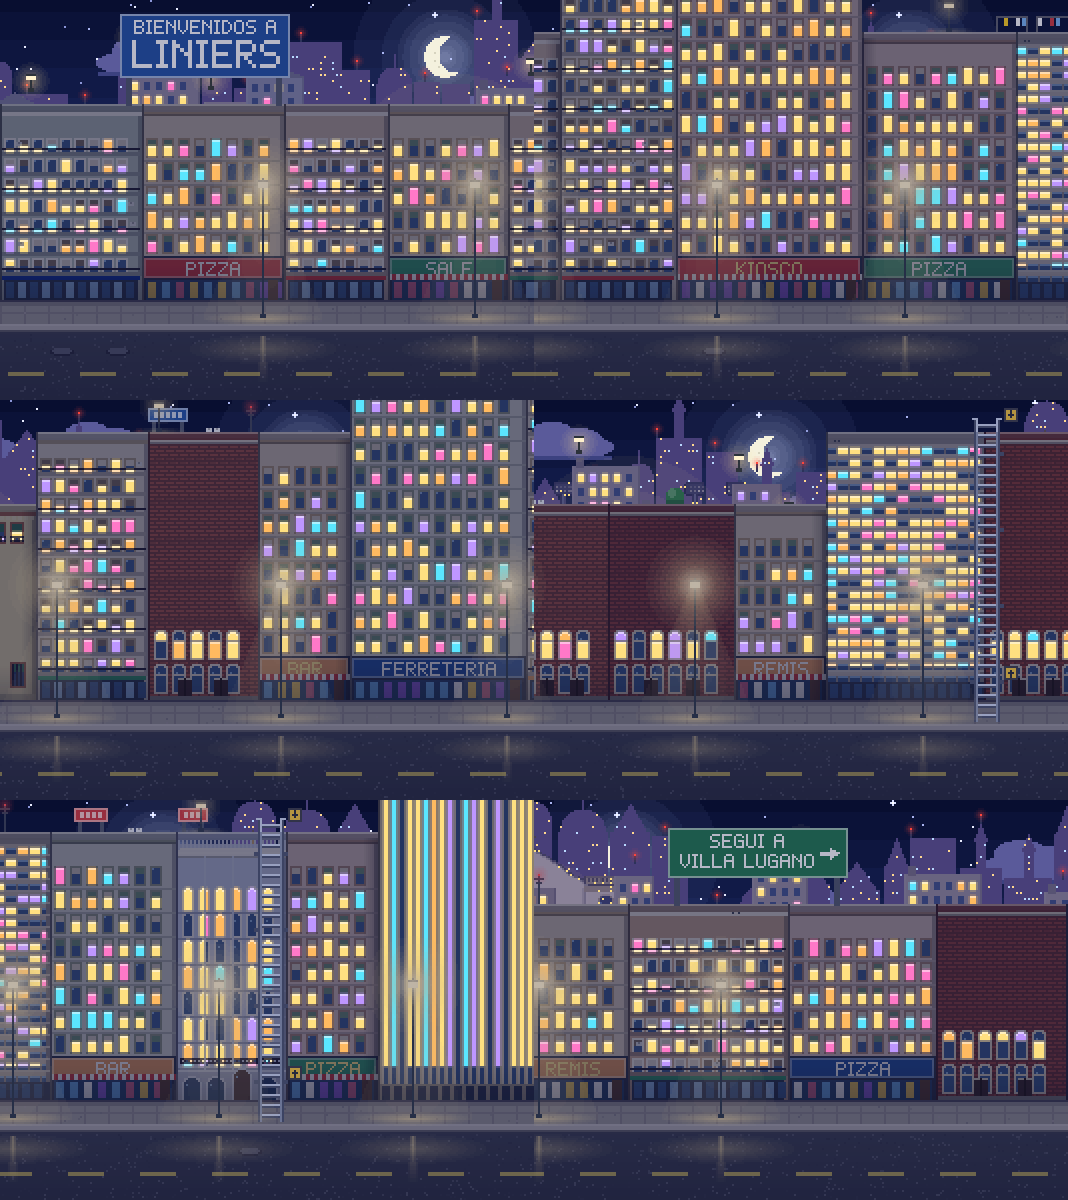 BIENVENIDOS A
LINIERS
PIZZA
SALE
KIOSCO
PIZZA
BAR
FERRETERIA
REMIS
SEGUI A
VILLA LUGANO
BAR
PIZZA
REMIS
PIZZA